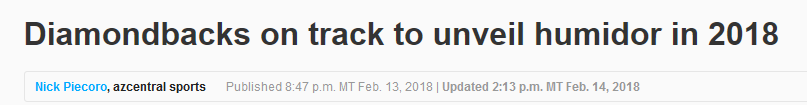 Diamondbacks on track to unveil humidor in 2018
Nick Piecoro, azcentral sports Published 8:47 p.m. MT Feb. 13, 2018 | Updated 2:13 p.m. MT Feb. 14, 2018